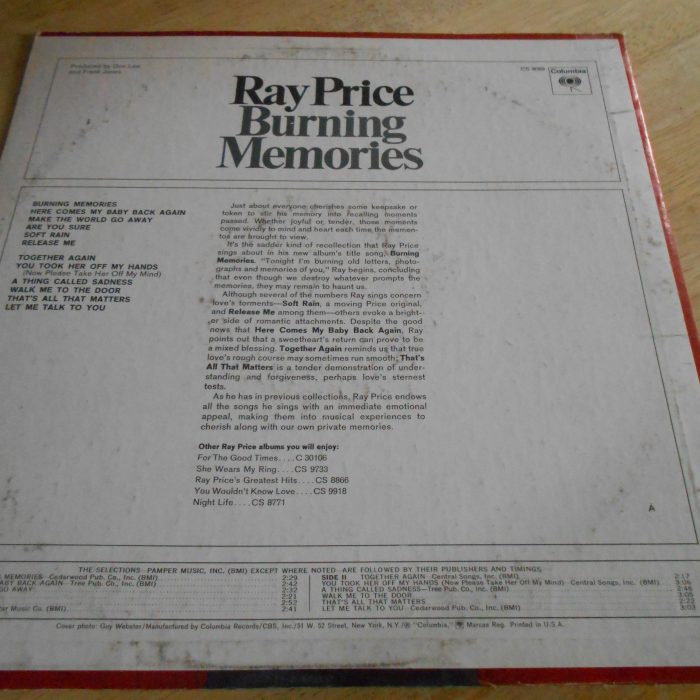 Produced by Don Law
and Frank Jones
Ray Price
Burning
Memories
Columbia
BURNING MEMORIES
HERE COMES MY BABY BACK AGAIN
MAKE THE WORLD GO AWAY
ARE YOU SURE
SOFT RAIN
RELEASE ME
TOGETHER AGAIN
YOU TOOK HER OFF MY HANDS
(Now Please Take Her Off My Mind)
A THING CALLED SADNESS
WALK ME TO THE DOOR
THAT'S ALL THAT MATTERS
LET ME TALK TO YOU
Just about everyone cherishes some keepsake or
token to stir his memory into recalling moments
passed. Whether joyful or tender, those moments
come vividly to mind and heart each time the memen-
tos are brought to view.
It's the sadder kind of recollection that Ray Price
sings about in his new album's title song, Burning
Memories. "Tonight I'm burning old letters, photo-
graphs and memories of you," Ray begins, concluding
that even though we destroy whatever prompts the
memories, they may remain to haunt us.
Although several of the numbers Ray sings concern
love's torments—Soft Rain, a moving Price original,
and Release Me among them—others evoke a bright-
er side of romantic attachments. Despite the good
news that Here Comes My Baby Back Again, Ray
points out that a sweetheart's return can prove to be
a mixed blessing. Together Again reminds us that true
love's rough course may sometimes run smooth; That's
All That Matters is a tender demonstration of under-
standing and forgiveness, perhaps love's sternest
tests.
As he has in previous collections, Ray Price endows
all the songs he sings with an immediate emotional
appeal, making them into musical experiences to
cherish along with our own private memories.
Other Ray Price albums you will enjoy:
For The Good Times....C 30106
She Wears My Ring....CS 9733
Ray Price's Greatest Hits....CS 8866
You Wouldn't Know Love....CS 9918
Night Life....CS 8771
A
THE SELECTIONS—PAMPER MUSIC, INC. (BMI) EXCEPT WHERE NOTED—ARE FOLLOWED BY THEIR PUBLISHERS AND TIMINGS
MEMORIES—Cedarwood Pub. Co., Inc. (BMI) 2:29
BABY BACK AGAIN—Tree Pub. Co., Inc. (BMI) 2:42
GO AWAY 2:32
2:21
2:52
Music Co. (BMI) 2:41
SIDE II TOGETHER AGAIN—Central Songs, Inc. (BMI) 2:17
YOU TOOK HER OFF MY HANDS (Now Please Take Her Off My Mind)—Central Songs, Inc. (BMI) 3:06
A THING CALLED SADNESS—Tree Pub. Co., Inc. (BMI) 2:46
WALK ME TO THE DOOR 3:05
THAT'S ALL THAT MATTERS 2:22
LET ME TALK TO YOU—Cedarwood Pub. Co., Inc. (BMI) 3:03
Cover photo: Guy Webster/Manufactured by Columbia Records/CBS, Inc./51 W. 52 Street, New York, N.Y./® "Columbia," Marcas Reg. Printed in U.S.A.